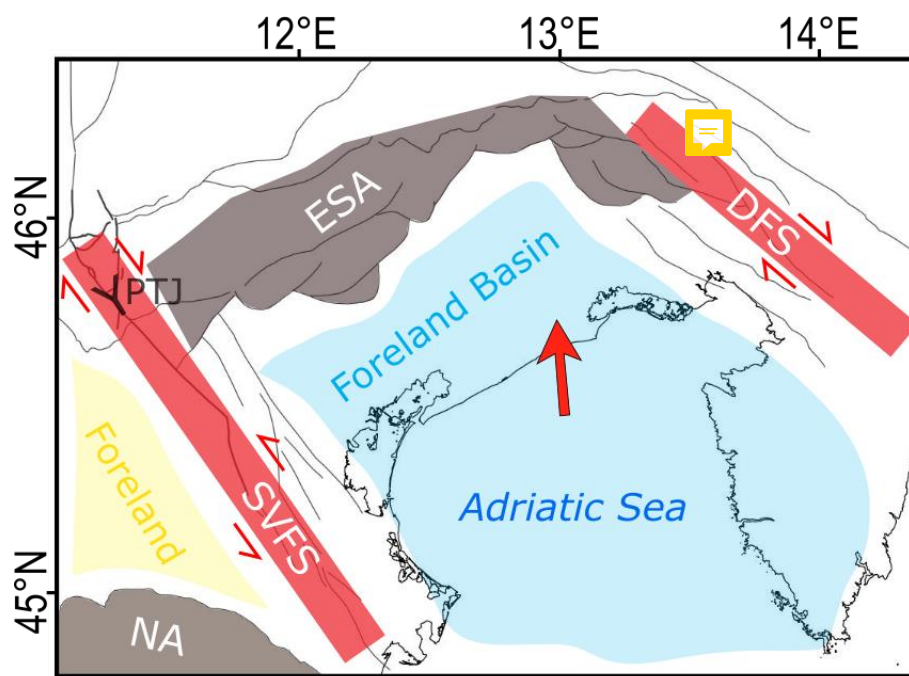 12°E
13°E
14°E
46°N
45°N
ESA
DFS
PTJ
Foreland Basin
Foreland
SVFS
Adriatic Sea
NA